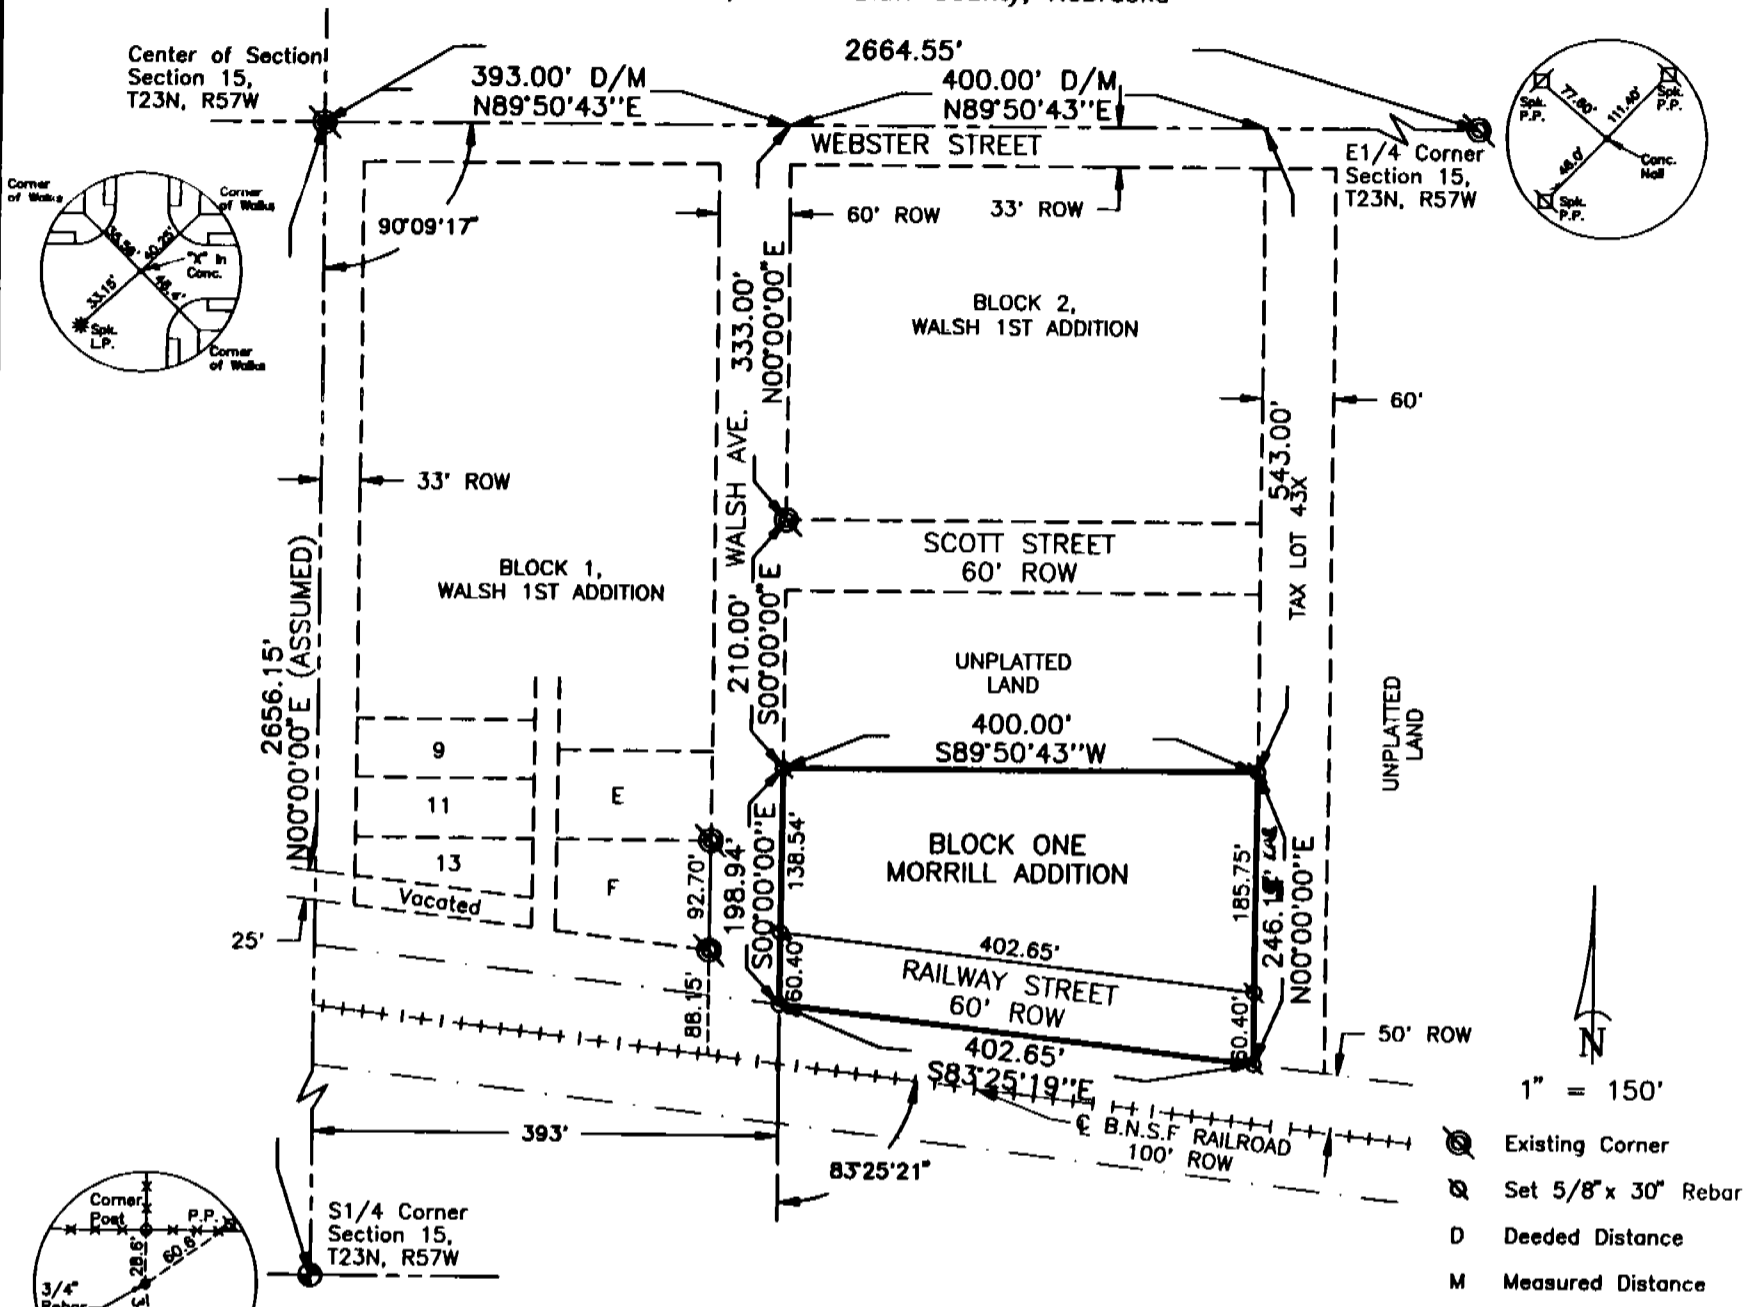 Center of Section
Section 15,
T23N, R57W
393.00' D/M
N89°50'43''E
2664.55'
400.00' D/M
N89°50'43''E
WEBSTER STREET
E1/4 Corner
Section 15,
T23N, R57W
Spk.
P.P.
77.60'
111.40'
Spk.
P.P.
Conc.
Nail
Spk.
P.P.
Corner
of Walks
Corner
of Walks
"X" In
Conc.
33.15'
48.4'
Spk.
L.P.
Corner
of Walks
90°09'17"
60' ROW
33' ROW
333.00'
N00°00'00"E
BLOCK 2,
WALSH 1ST ADDITION
33' ROW
60'
WALSH AVE.
543.00'
TAX LOT 43X
BLOCK 1,
WALSH 1ST ADDITION
SCOTT STREET
60' ROW
210.00'
S00°00'00"E
2656.15'
N00°00'00"E (ASSUMED)
UNPLATTED
LAND
UNPLATTED
LAND
400.00'
S89°50'43''W
9
11
13
Vacated
E
F
92.70'
88.15'
198.94'
S00°00'00''E
138.54'
60.40'
BLOCK ONE
MORRILL ADDITION
185.75'
N00°00'00''E
60.40'
25'
402.65'
RAILWAY STREET
60' ROW
402.65'
S83°25'19''E
50' ROW
393'
83°25'21"
B.N.S.F RAILROAD
100' ROW
N
1" = 150'
Existing Corner
Set 5/8"x 30" Rebar
D Deeded Distance
M Measured Distance
S1/4 Corner
Section 15,
T23N, R57W
Corner
Post
P.P.
28.6'
60.6'
3/4"
Rebar